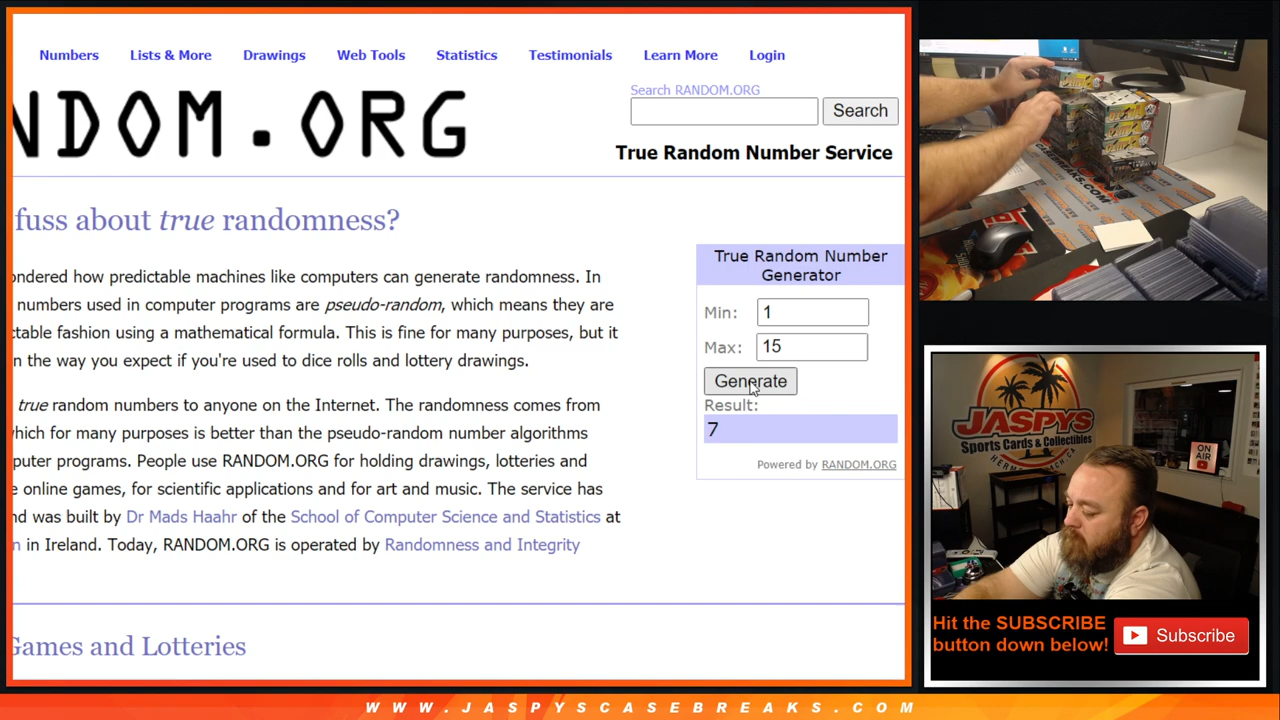 Numbers Lists & More Drawings Web Tools Statistics Testimonials Learn More Login
Search RANDOM.ORG
Search
NDOM.ORG
True Random Number Service
fuss about true randomness?
ondered how predictable machines like computers can generate randomness. In
numbers used in computer programs are pseudo-random, which means they are
ctable fashion using a mathematical formula. This is fine for many purposes, but it
n the way you expect if you're used to dice rolls and lottery drawings.
true random numbers to anyone on the Internet. The randomness comes from
which for many purposes is better than the pseudo-random number algorithms
puter programs. People use RANDOM.ORG for holding drawings, lotteries and
e online games, for scientific applications and for art and music. The service has
nd was built by Dr Mads Haahr of the School of Computer Science and Statistics at
n in Ireland. Today, RANDOM.ORG is operated by Randomness and Integrity
Games and Lotteries
True Random Number
Generator
Min: 1
Max: 15
Generate
Result:
7
Powered by RANDOM.ORG
JASPYS
Sports Cards & Collectibles
ON
AIR
Hit the SUBSCRIBE
button down below!
Subscribe
WWW.JASPYSCASEBREAKS.COM